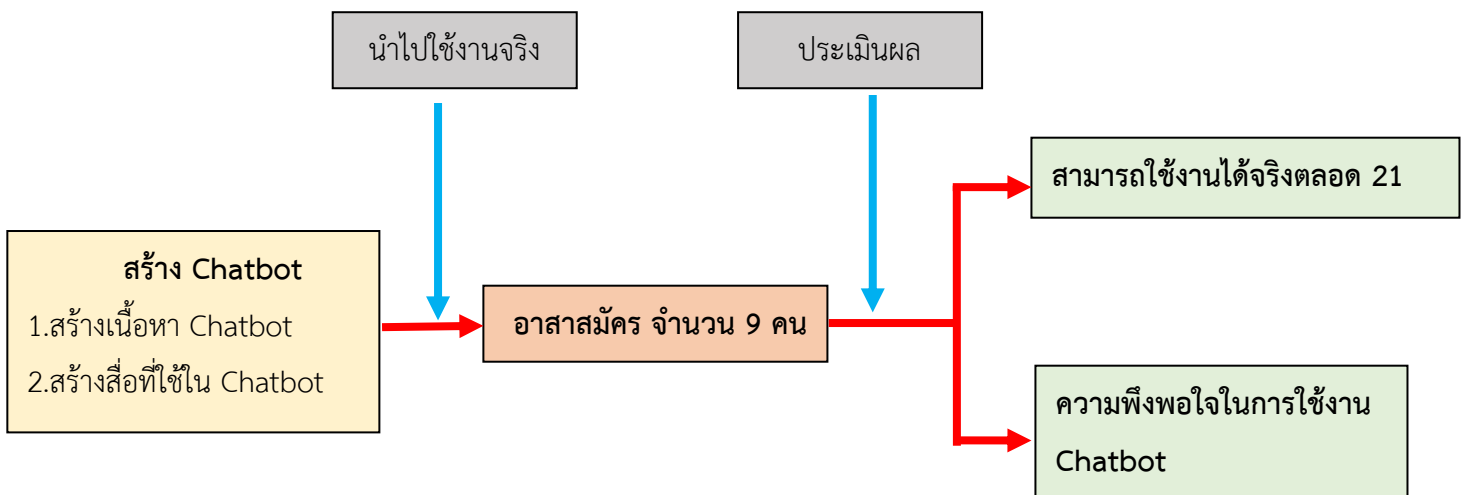 นำไปใช้งานจริง
ประเมินผล
สามารถใช้งานได้จริงตลอด 21
สร้าง Chatbot
1.สร้างเนื้อหา Chatbot
2.สร้างสื่อที่ใช้ใน Chatbot
อาสาสมัคร จำนวน 9 คน
ความพึงพอใจในการใช้งาน
Chatbot